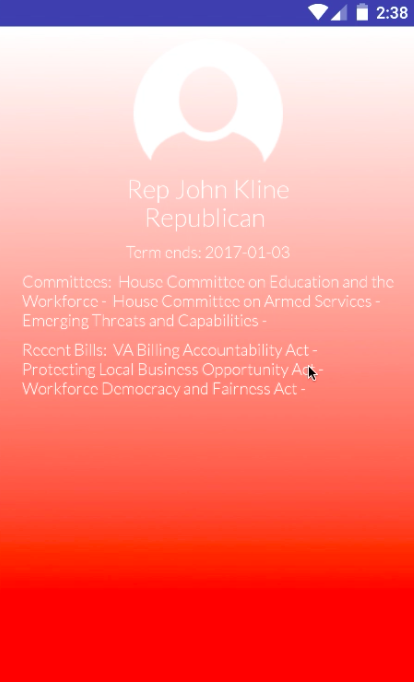 2:38
Rep John Kline
Republican
Term ends: 2017-01-03
Committees: House Committee on Education and the
Workforce - House Committee on Armed Services -
Emerging Threats and Capabilities -
Recent Bills: VA Billing Accountability Act -
Protecting Local Business Opportunity Act -
Workforce Democracy and Fairness Act -